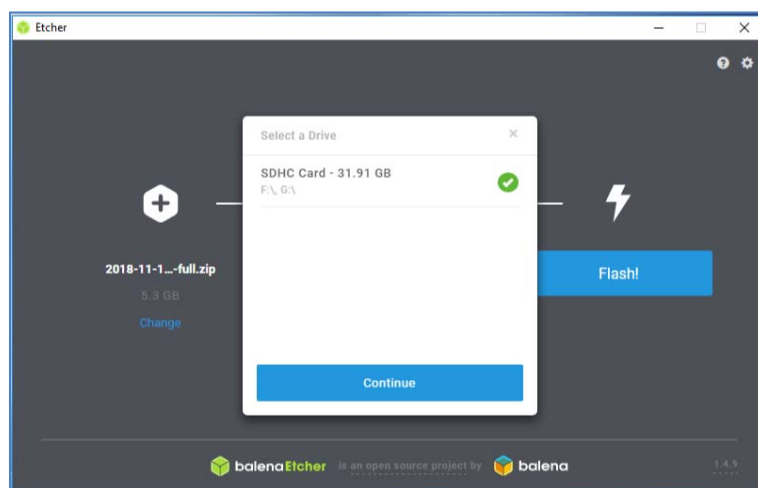 Etcher
Select a Drive
SDHC Card - 31.91 GB
F:\, G:\
2018-11-1...-full.zip
5.3 GB
Change
Flash!
Continue
balenaEtcher is an open source project by balena
1.4.9